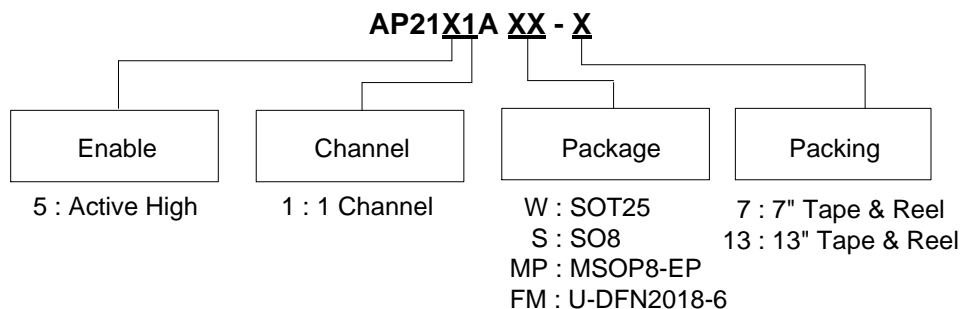 AP21X1A XX - X
Enable
Channel
Package
Packing
5 : Active High
1 : 1 Channel
W : SOT25
S : SO8
MP : MSOP8-EP
FM : U-DFN2018-6
7 : 7" Tape & Reel
13 : 13" Tape & Reel